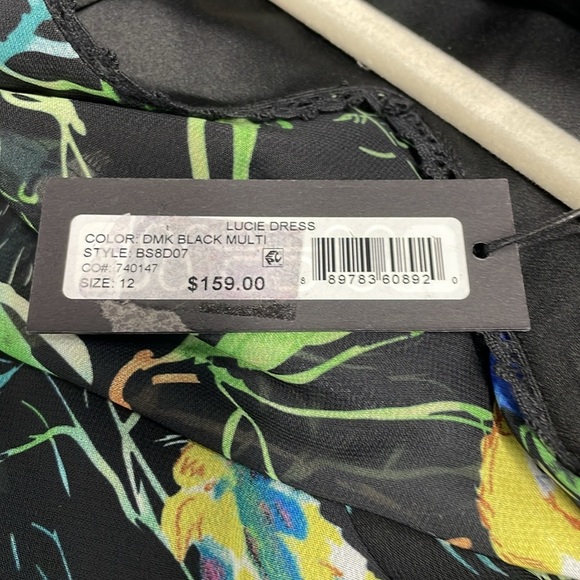 LUCIE DRESS
COLOR: DMK BLACK MULTI
STYLE: BS8D07
CO#: 740147
SIZE: 12
$159.00
8 89783 60892 0